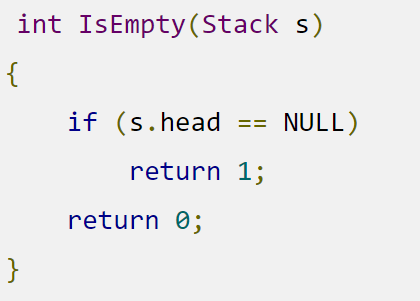 int IsEmpty(Stack s)
{
    if (s.head == NULL)
        return 1;
    return 0;
}